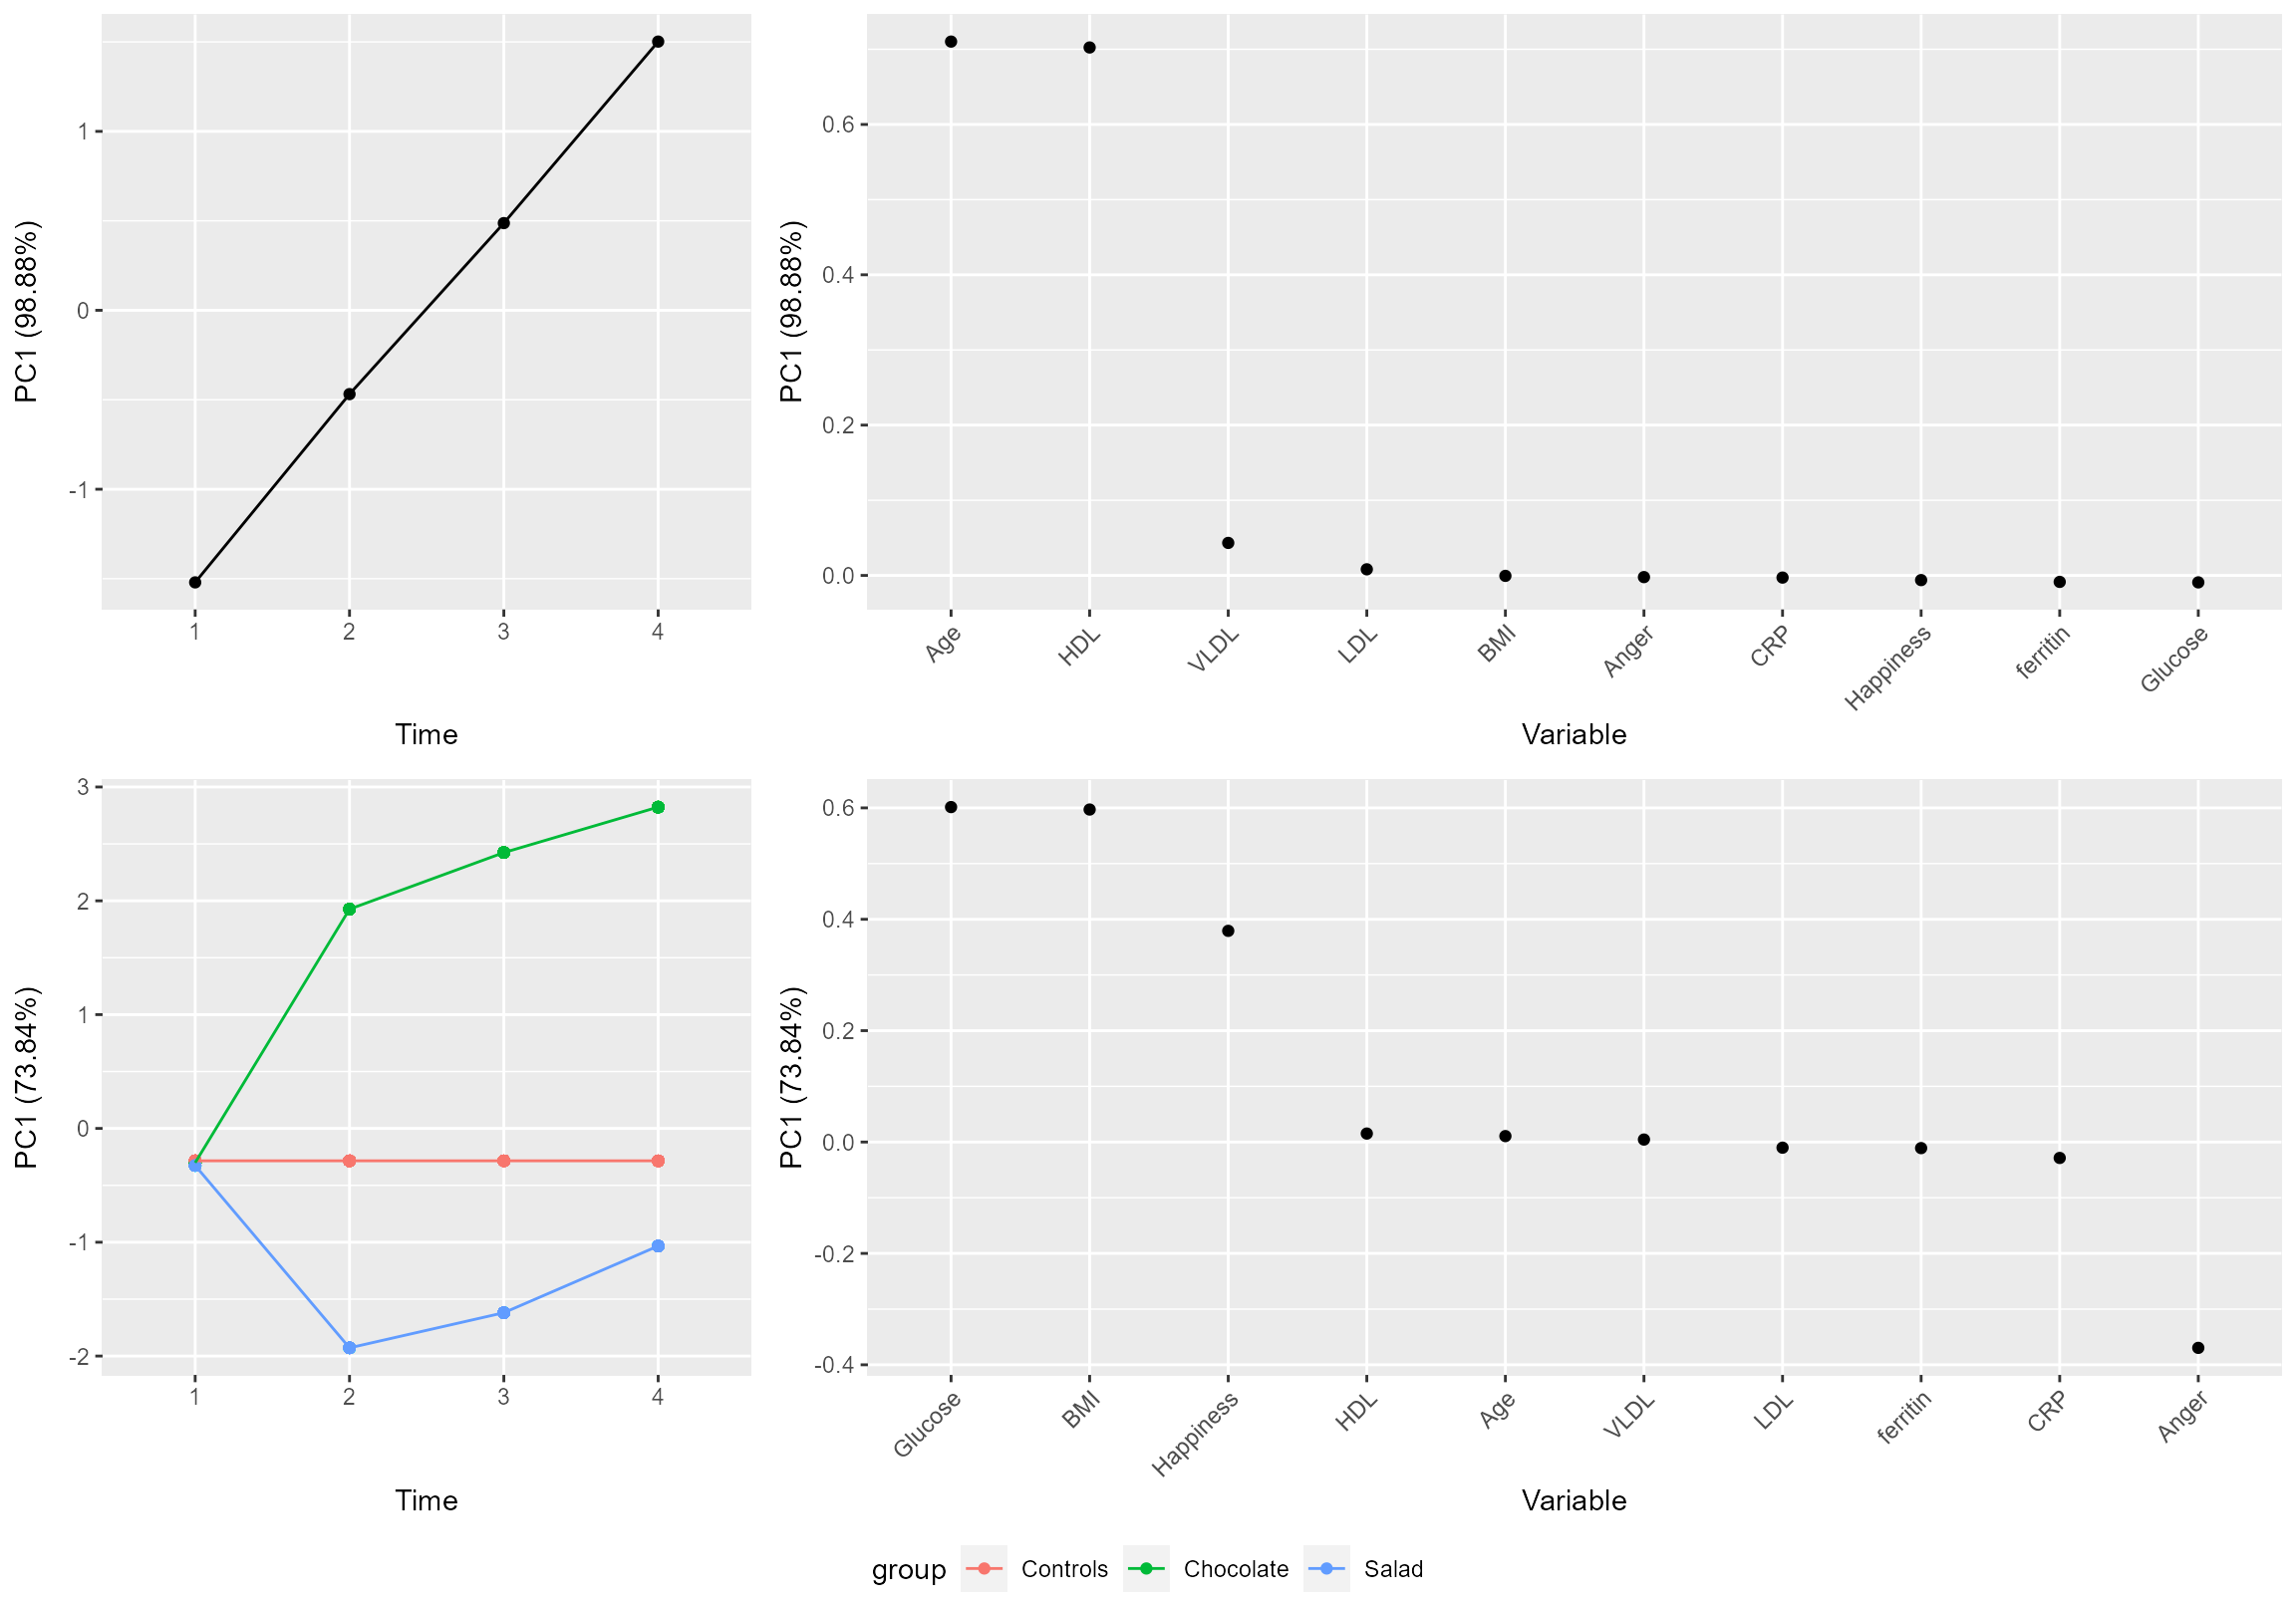 PC1 (98.88%)
1
0
-1
1 2 3 4
Time
PC1 (98.88%)
0.6
0.4
0.2
0.0
Age HDL VLDL LDL BMI Anger CRP Happiness ferritin Glucose
Variable
PC1 (73.84%)
3
2
1
0
-1
-2
1 2 3 4
Time
PC1 (73.84%)
0.6
0.4
0.2
0.0
-0.2
-0.4
Glucose BMI Happiness HDL Age VLDL LDL ferritin CRP Anger
Variable
group Controls Chocolate Salad